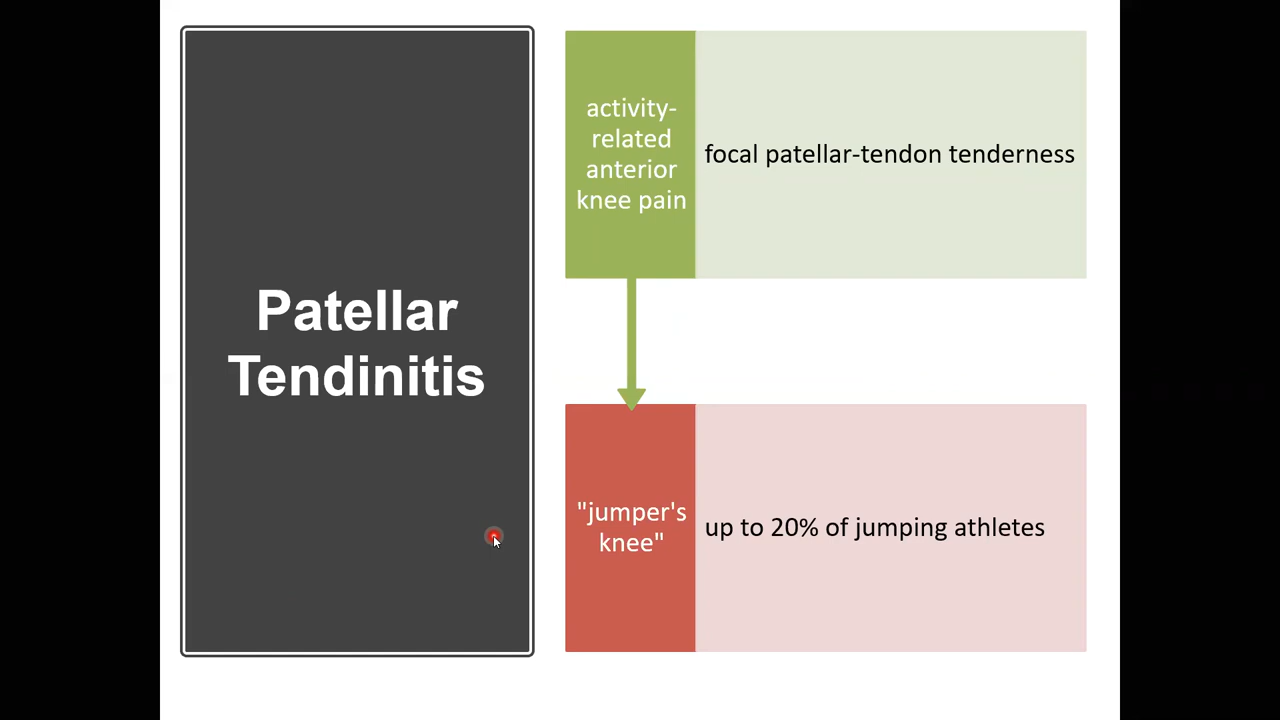 Patellar
Tendinitis
activity-
related
anterior
knee pain
focal patellar-tendon tenderness
"jumper's
knee"
up to 20% of jumping athletes